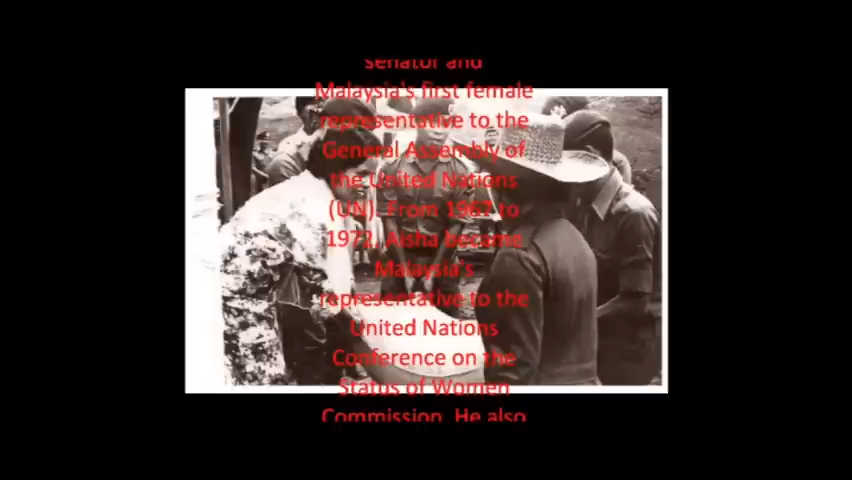 senator and
Malaysia's first female
representative to the
General Assembly of
the United Nations
(UN). From 1967 to
1972, Aisha became
Malaysia's
representative to the
United Nations
Conference on the
Status of Women
Commission. He also